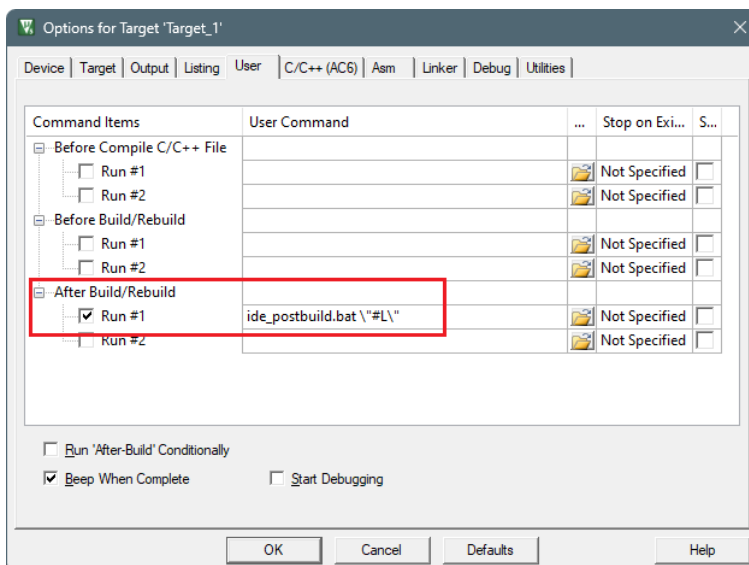 Options for Target 'Target_1'
Device Target Output Listing User C/C++ (AC6) Asm Linker Debug Utilities
Command Items User Command ... Stop on Exi... S...
Before Compile C/C++ File
Run #1 Not Specified
Run #2 Not Specified
Before Build/Rebuild
Run #1 Not Specified
Run #2 Not Specified
After Build/Rebuild
Run #1 ide_postbuild.bat \"#L\" Not Specified
Run #2 Not Specified
Run 'After-Build' Conditionally
Beep When Complete Start Debugging
OK Cancel Defaults Help